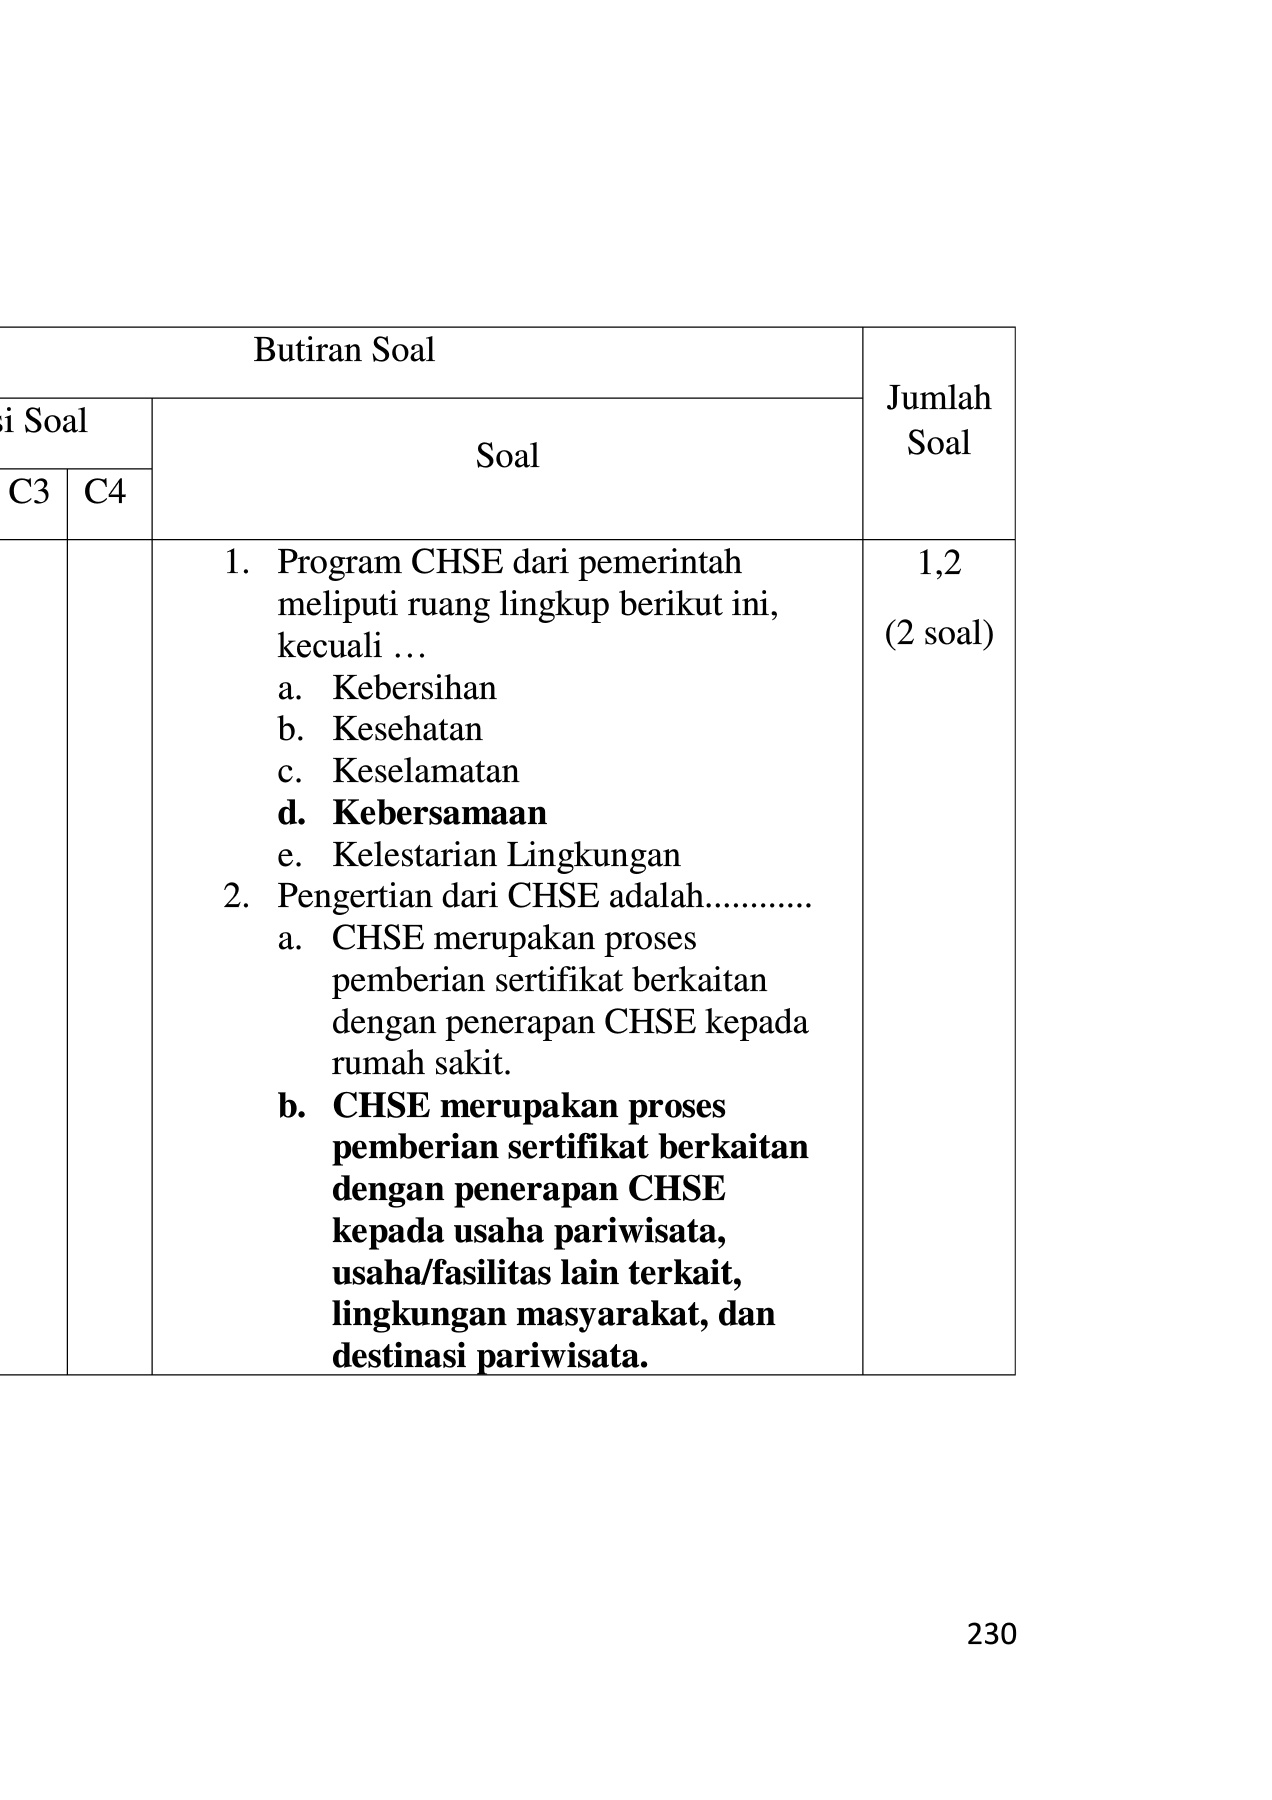 Butiran Soal
Jumlah
Soal
si Soal
Soal
C3 C4
1. Program CHSE dari pemerintah
meliputi ruang lingkup berikut ini,
kecuali …
a. Kebersihan
b. Kesehatan
c. Keselamatan
d. Kebersamaan
e. Kelestarian Lingkungan
2. Pengertian dari CHSE adalah............
a. CHSE merupakan proses
pemberian sertifikat berkaitan
dengan penerapan CHSE kepada
rumah sakit.
b. CHSE merupakan proses
pemberian sertifikat berkaitan
dengan penerapan CHSE
kepada usaha pariwisata,
usaha/fasilitas lain terkait,
lingkungan masyarakat, dan
destinasi pariwisata.
1,2
(2 soal)
230